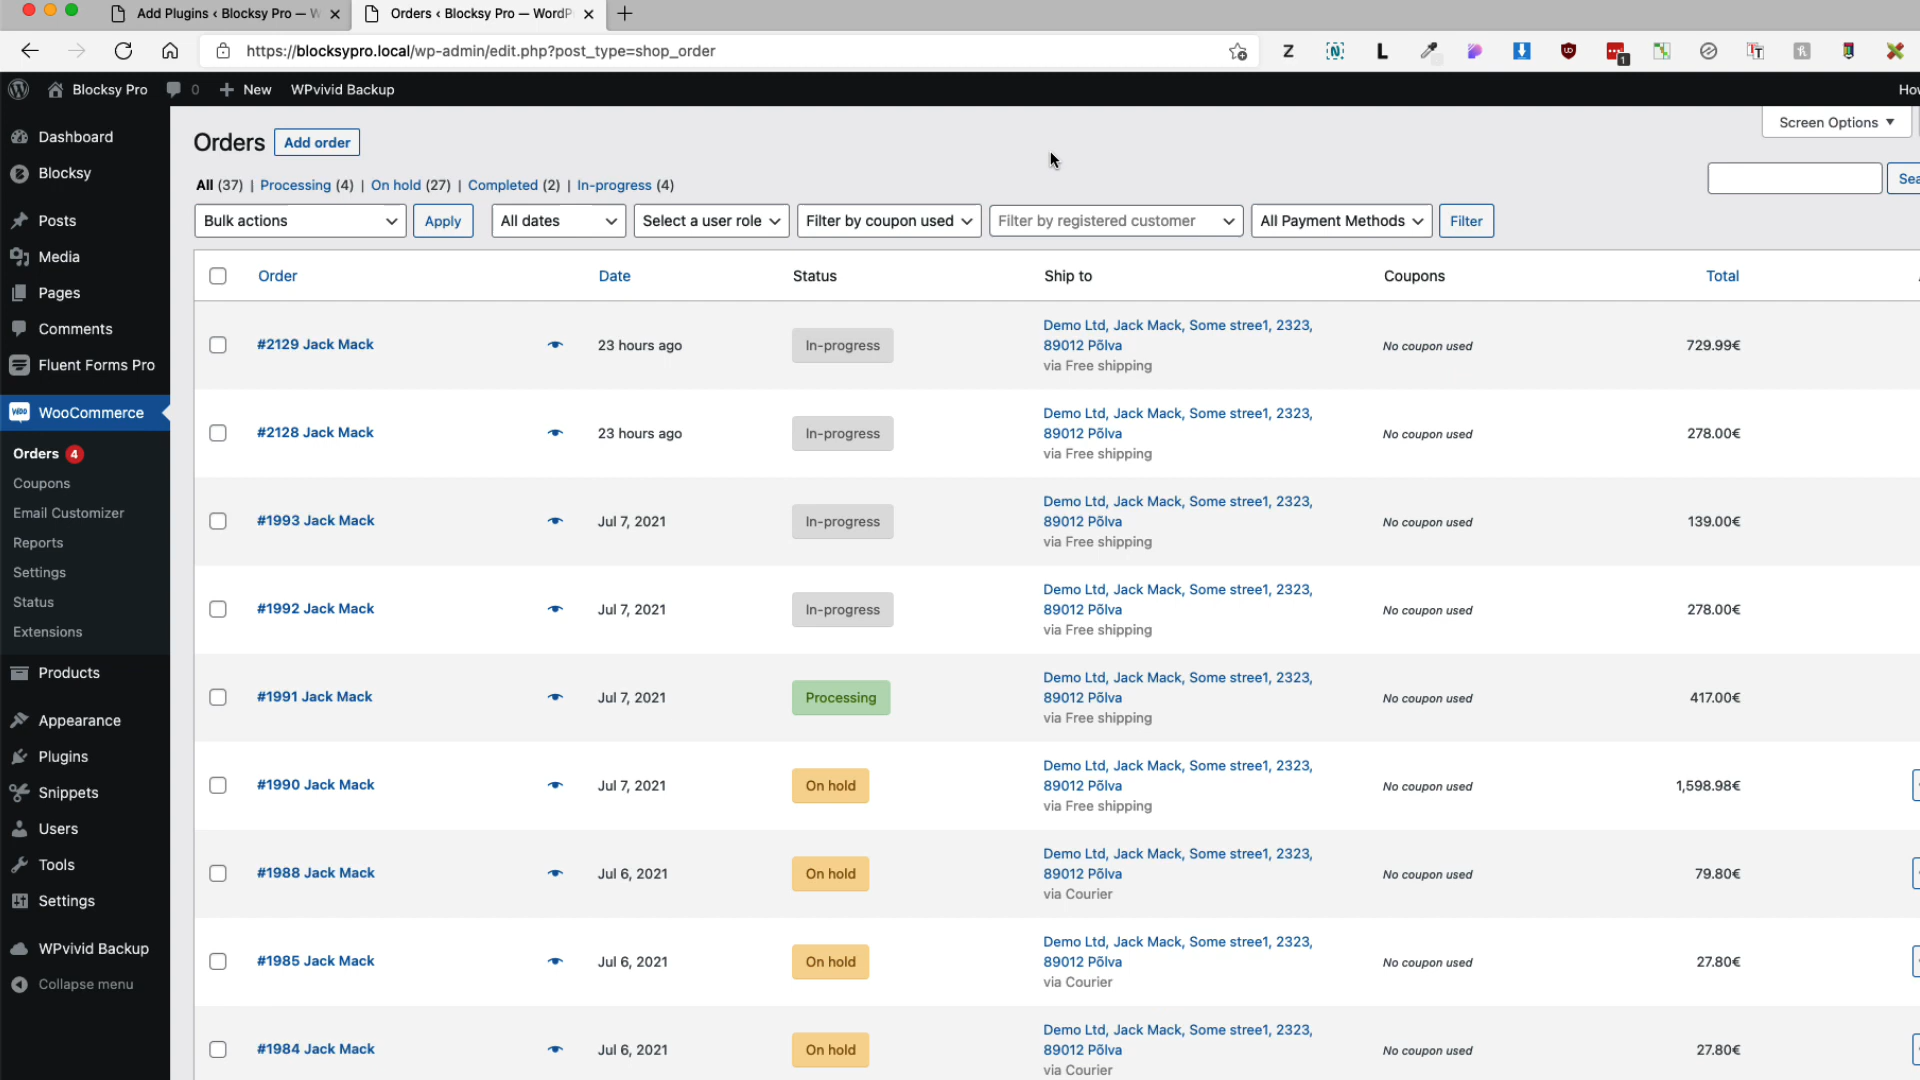 Add Plugins ‹ Blocksy Pro — W
Orders ‹ Blocksy Pro — WordP
https://blocksypro.local/wp-admin/edit.php?post_type=shop_order
Blocksy Pro
0
New
WPvivid Backup
How
Screen Options
Dashboard
Blocksy
Posts
Media
Pages
Comments
Fluent Forms Pro
WooCommerce
Orders 4
Coupons
Email Customizer
Reports
Settings
Status
Extensions
Products
Appearance
Plugins
Snippets
Users
Tools
Settings
WPvivid Backup
Collapse menu
Orders
Add order
All (37) | Processing (4) | On hold (27) | Completed (2) | In-progress (4)
Sea
Bulk actions
Apply
All dates
Select a user role
Filter by coupon used
Filter by registered customer
All Payment Methods
Filter
Order Date Status Ship to Coupons Total
#2129 Jack Mack 23 hours ago In-progress
Demo Ltd, Jack Mack, Some stree1, 2323,
89012 Põlva
via Free shipping
No coupon used 729.99€
#2128 Jack Mack 23 hours ago In-progress
Demo Ltd, Jack Mack, Some stree1, 2323,
89012 Põlva
via Free shipping
No coupon used 278.00€
#1993 Jack Mack Jul 7, 2021 In-progress
Demo Ltd, Jack Mack, Some stree1, 2323,
89012 Põlva
via Free shipping
No coupon used 139.00€
#1992 Jack Mack Jul 7, 2021 In-progress
Demo Ltd, Jack Mack, Some stree1, 2323,
89012 Põlva
via Free shipping
No coupon used 278.00€
#1991 Jack Mack Jul 7, 2021 Processing
Demo Ltd, Jack Mack, Some stree1, 2323,
89012 Põlva
via Free shipping
No coupon used 417.00€
#1990 Jack Mack Jul 7, 2021 On hold
Demo Ltd, Jack Mack, Some stree1, 2323,
89012 Põlva
via Free shipping
No coupon used 1,598.98€
#1988 Jack Mack Jul 6, 2021 On hold
Demo Ltd, Jack Mack, Some stree1, 2323,
89012 Põlva
via Courier
No coupon used 79.80€
#1985 Jack Mack Jul 6, 2021 On hold
Demo Ltd, Jack Mack, Some stree1, 2323,
89012 Põlva
via Courier
No coupon used 27.80€
#1984 Jack Mack Jul 6, 2021 On hold
Demo Ltd, Jack Mack, Some stree1, 2323,
89012 Põlva
via Courier
No coupon used 27.80€